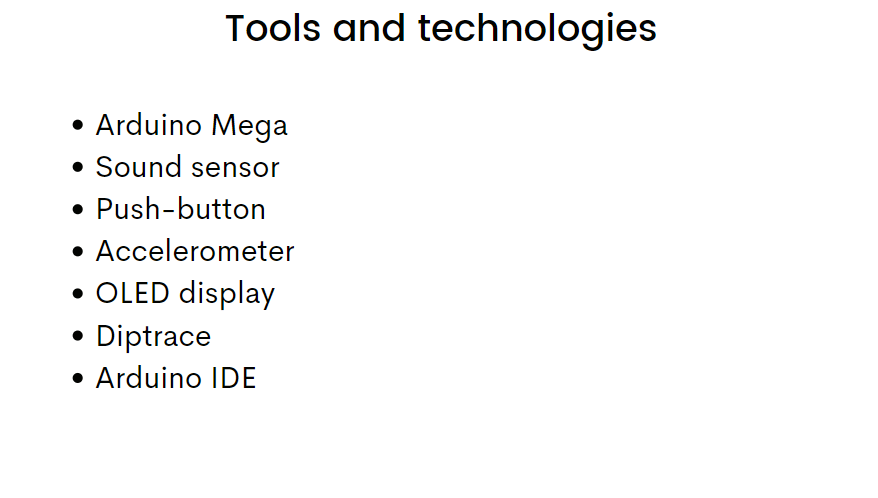 Tools and technologies
• Arduino Mega
• Sound sensor
• Push-button
• Accelerometer
• OLED display
• Diptrace
• Arduino IDE